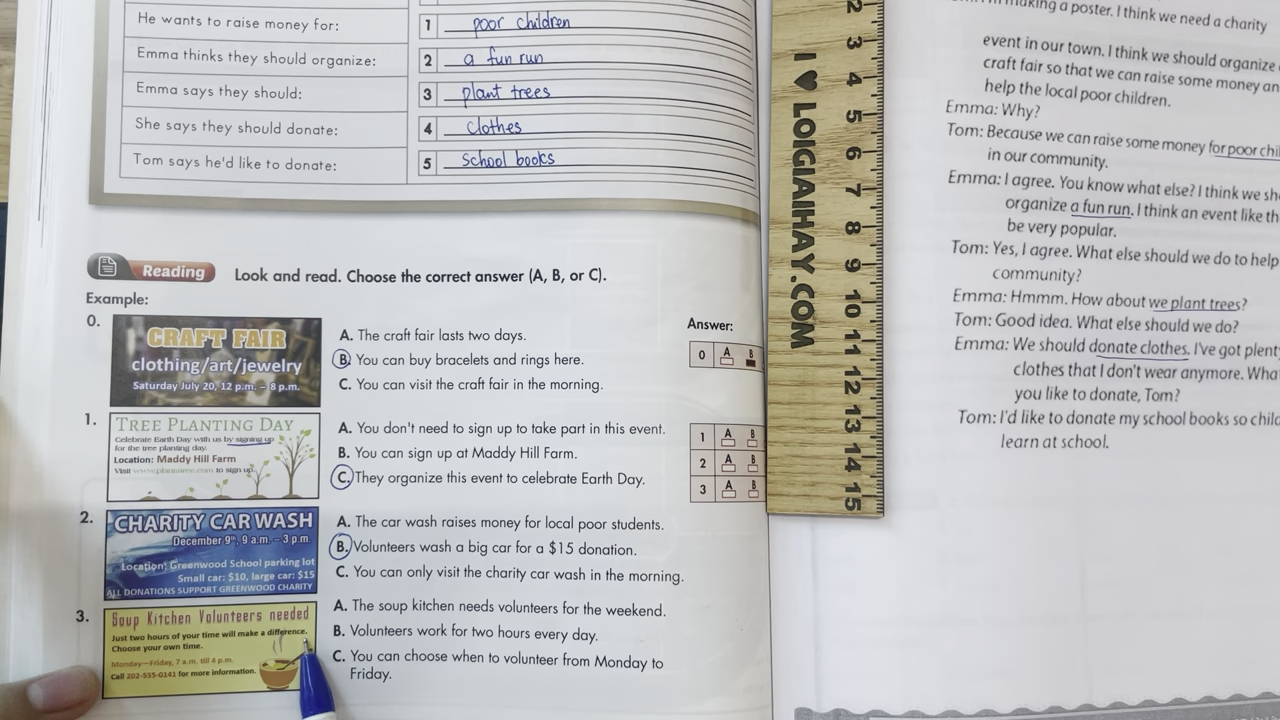 He wants to raise money for:
1 poor children
Emma thinks they should organize:
2 a fun run
Emma says they should:
3 plant trees
She says they should donate:
4 clothes
Tom says he'd like to donate:
5 school books
Reading Look and read. Choose the correct answer (A, B, or C).
Example:
0.
CRAFT FAIR
clothing/art/jewelry
Saturday July 20, 12 p.m. – 8 p.m.
A. The craft fair lasts two days.
B. You can buy bracelets and rings here.
C. You can visit the craft fair in the morning.
Answer:
0 A B
1.
TREE PLANTING DAY
Celebrate Earth Day with us by signing up
for the tree planting day.
Location: Maddy Hill Farm
Visit www.plantatree.com to sign up.
A. You don't need to sign up to take part in this event.
B. You can sign up at Maddy Hill Farm.
C. They organize this event to celebrate Earth Day.
1 A B
2 A B
3 A B
2.
CHARITY CAR WASH
December 9th, 9 a.m. – 3 p.m.
Location: Greenwood School parking lot
Small car: $10, large car: $15
ALL DONATIONS SUPPORT GREENWOOD CHARITY
A. The car wash raises money for local poor students.
B. Volunteers wash a big car for a $15 donation.
C. You can only visit the charity car wash in the morning.
3.
Soup Kitchen Volunteers needed
Just two hours of your time will make a difference.
Choose your own time.
Monday—Friday, 7 a.m. till 4 p.m.
Call 202-555-0141 for more information.
A. The soup kitchen needs volunteers for the weekend.
B. Volunteers work for two hours every day.
C. You can choose when to volunteer from Monday to
Friday.
I ♥ LOIGIAIHAY.COM
2 3 4 5 6 7 8 9 10 11 12 13 14 15
making a poster. I think we need a charity
event in our town. I think we should organize
craft fair so that we can raise some money
help the local poor children.
Emma: Why?
Tom: Because we can raise some money for poor
in our community.
Emma: I agree. You know what else? I think we
organize a fun run. I think an event like
be very popular.
Tom: Yes, I agree. What else should we do to help
community?
Emma: Hmmm. How about we plant trees?
Tom: Good idea. What else should we do?
Emma: We should donate clothes. I've got
clothes that I don't wear anymore.
you like to donate, Tom?
Tom: I'd like to donate my school books so
learn at school.